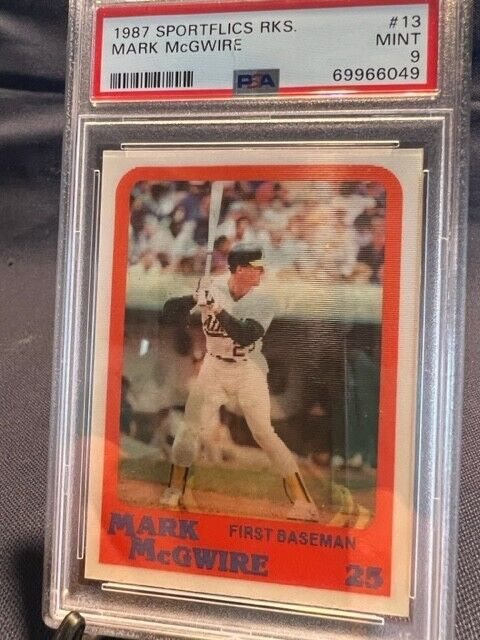 1987 SPORTFLICS RKS. #13
MARK McGWIRE MINT
9
PSA 69966049
MARK FIRST BASEMAN
McGWIRE 25